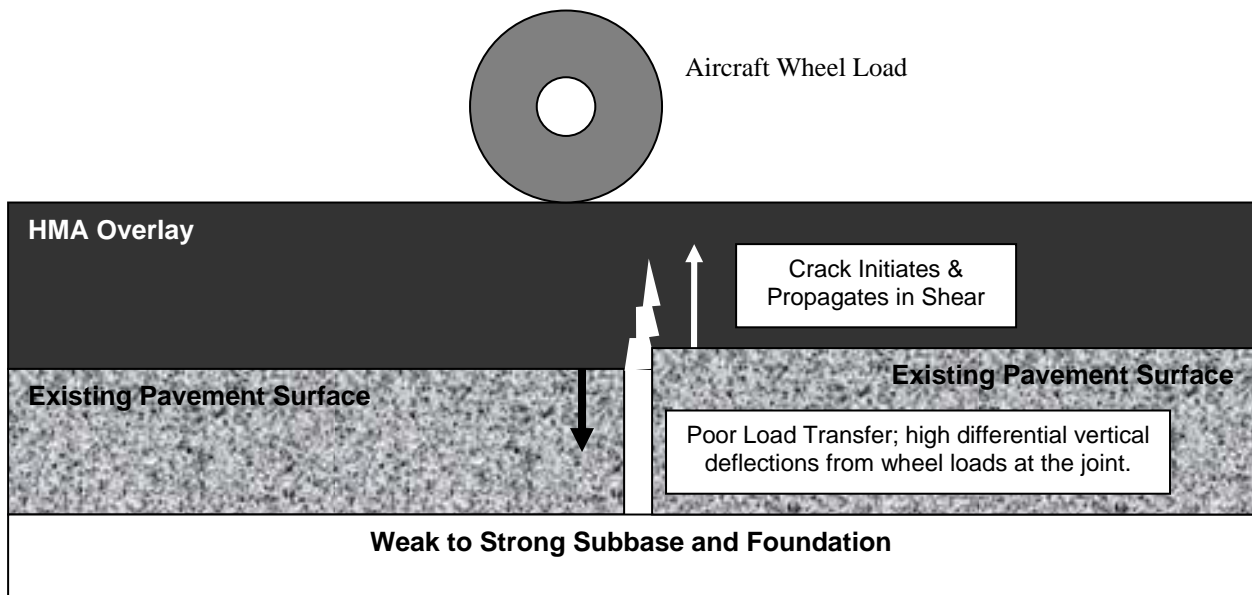 Aircraft Wheel Load
HMA Overlay
Crack Initiates &
Propagates in Shear
Existing Pavement Surface
Existing Pavement Surface
Poor Load Transfer; high differential vertical
deflections from wheel loads at the joint.
Weak to Strong Subbase and Foundation